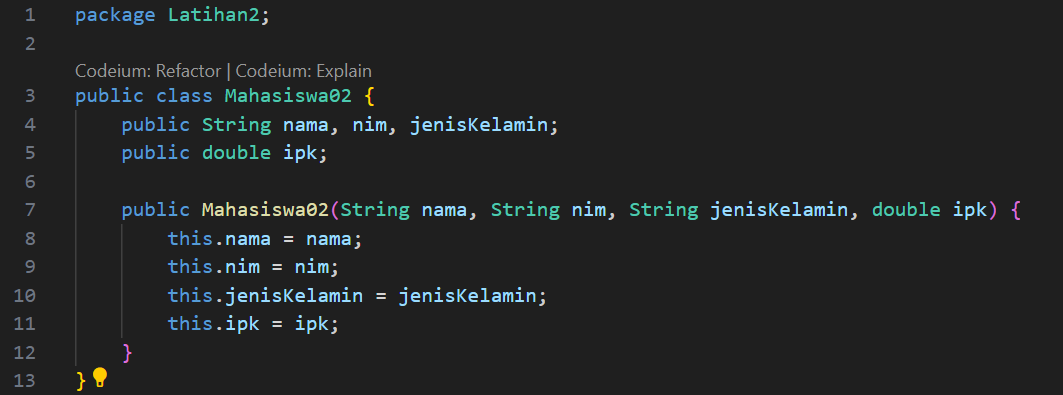 1 package Latihan2;
2
Codeium: Refactor | Codeium: Explain
3 public class Mahasiswa02 {
4     public String nama, nim, jenisKelamin;
5     public double ipk;
6
7     public Mahasiswa02(String nama, String nim, String jenisKelamin, double ipk) {
8         this.nama = nama;
9         this.nim = nim;
10         this.jenisKelamin = jenisKelamin;
11         this.ipk = ipk;
12     }
13 }